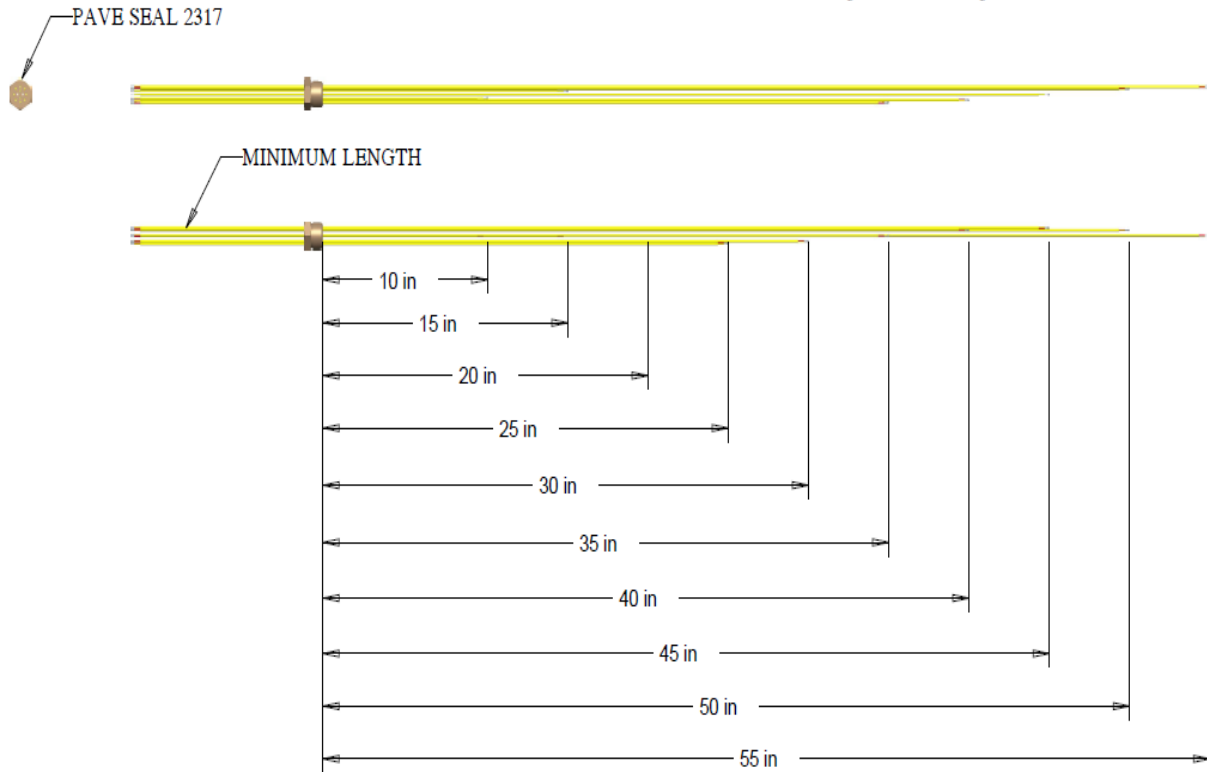 PAVE SEAL 2317
MINIMUM LENGTH
10 in
15 in
20 in
25 in
30 in
35 in
40 in
45 in
50 in
55 in